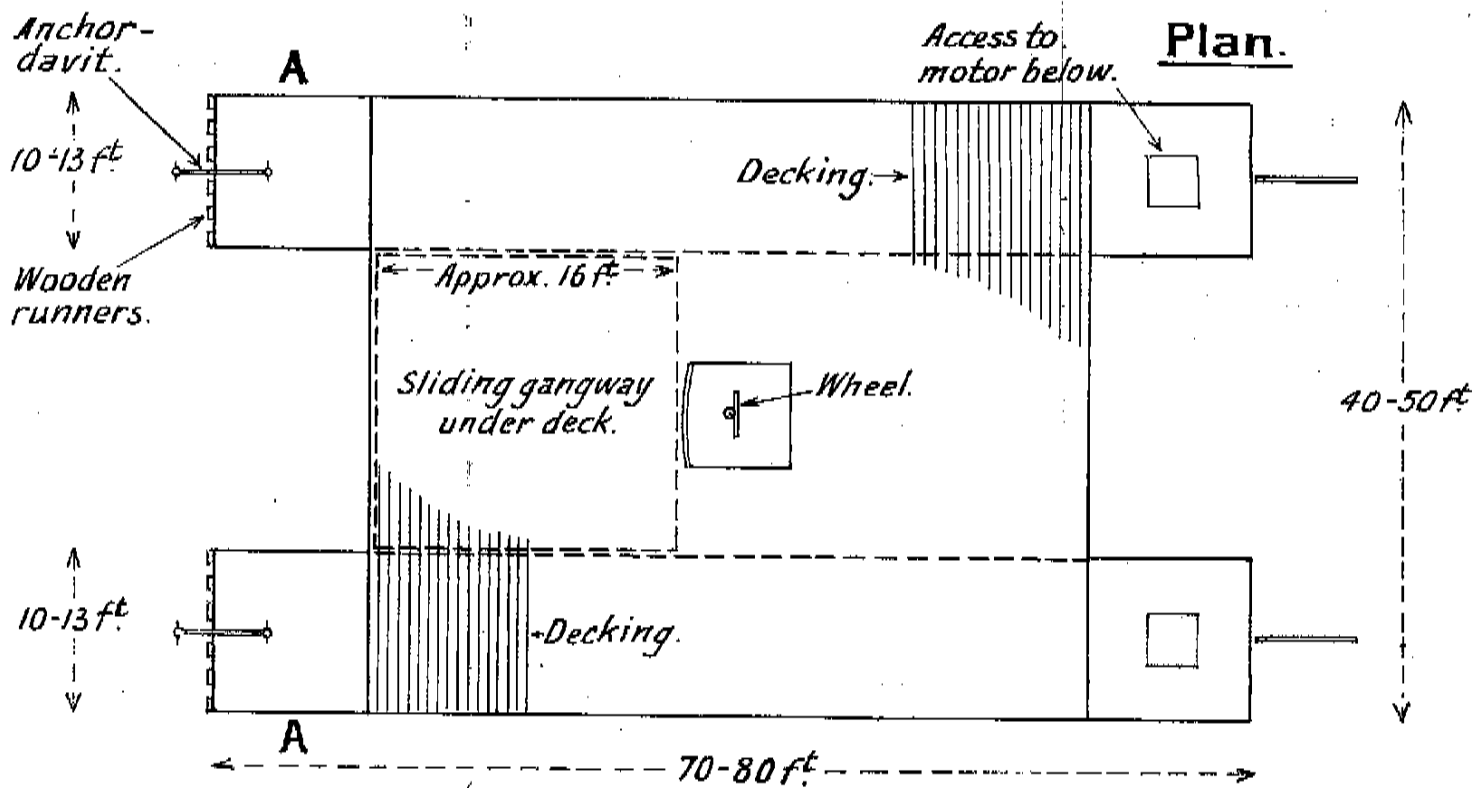 Plan.
Anchor-
davit.
A
Access to
motor below.
10-13 ft.
Decking.
Wooden
runners.
Approx. 16 ft.
Sliding gangway
under deck.
Wheel.
40-50 ft.
10-13 ft.
Decking.
A
70-80 ft.